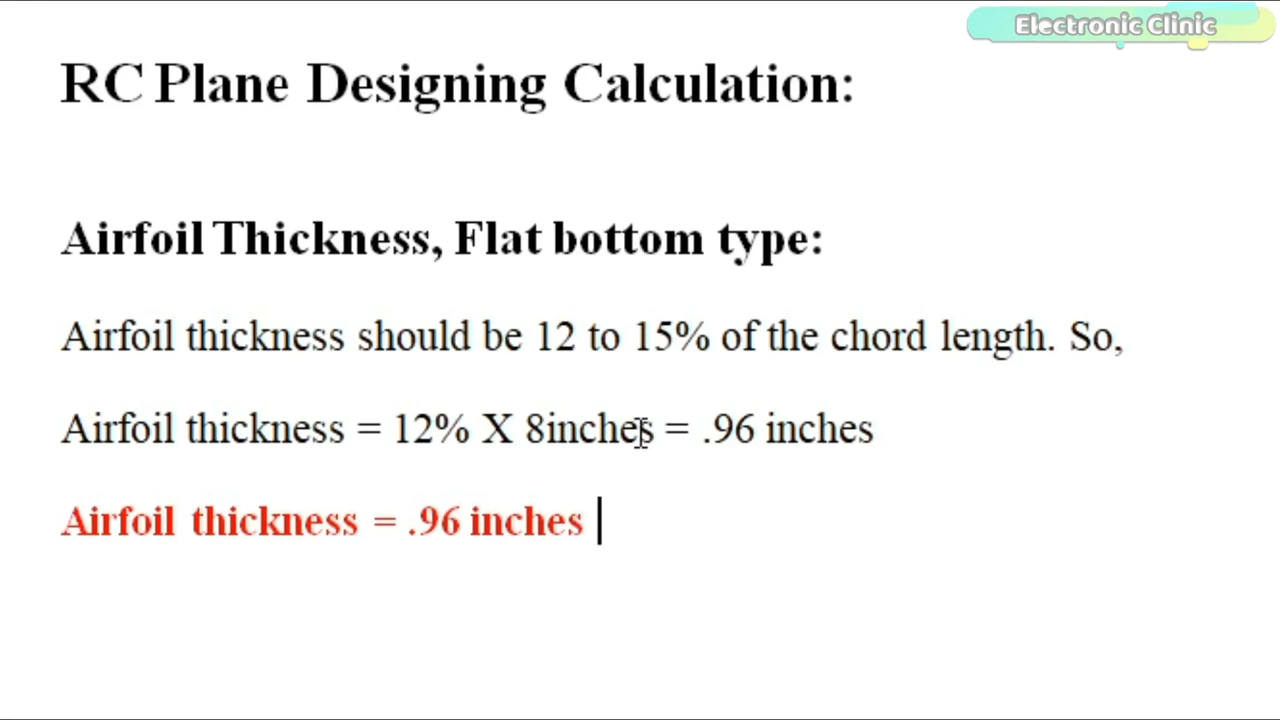 Electronic Clinic
RC Plane Designing Calculation:
Airfoil Thickness, Flat bottom type:
Airfoil thickness should be 12 to 15% of the chord length. So,
Airfoil thickness = 12% X 8inches = .96 inches
Airfoil thickness = .96 inches